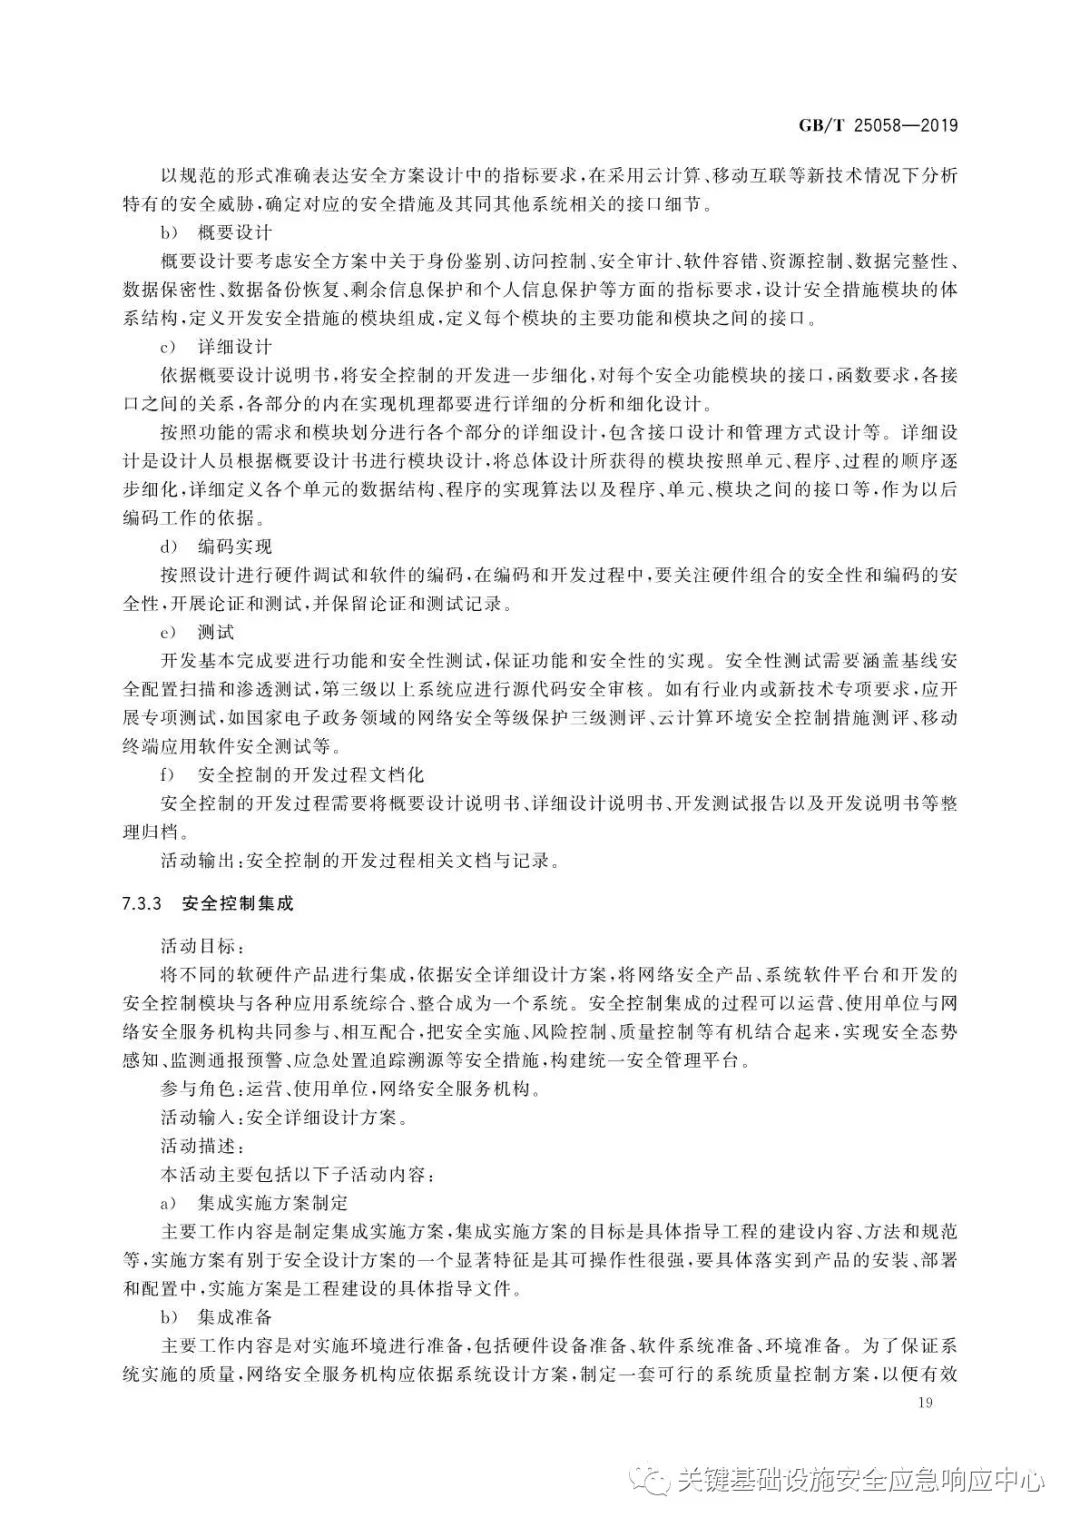 GB/T 25058—2019
以规范的形式准确表达安全方案设计中的指标要求,在采用云计算、移动互联等新技术情况下分析
特有的安全威胁,确定对应的安全措施及其同其他系统相关的接口细节。
b) 概要设计
概要设计要考虑安全方案中关于身份鉴别、访问控制、安全审计、软件容错、资源控制、数据完整性、
数据保密性、数据备份恢复、剩余信息保护和个人信息保护等方面的指标要求,设计安全措施模块的体
系结构,定义开发安全措施的模块组成,定义每个模块的主要功能和模块之间的接口。
c) 详细设计
依据概要设计说明书,将安全控制的开发进一步细化,对每个安全功能模块的接口,函数要求,各接
口之间的关系,各部分的内在实现机理都要进行详细的分析和细化设计。
按照功能的需求和模块划分进行各个部分的详细设计,包含接口设计和管理方式设计等。详细设
计是设计人员根据概要设计书进行模块设计,将总体设计所获得的模块按照单元、程序、过程的顺序逐
步细化,详细定义各个单元的数据结构、程序的实现算法以及程序、单元、模块之间的接口等,作为以后
编码工作的依据。
d) 编码实现
按照设计进行硬件调试和软件的编码,在编码和开发过程中,要关注硬件组合的安全性和编码的安
全性,开展论证和测试,并保留论证和测试记录。
e) 测试
开发基本完成要进行功能和安全性测试,保证功能和安全性的实现。安全性测试需要涵盖基线安
全配置扫描和渗透测试,第三级以上系统应进行源代码安全审核。如有行业内或新技术专项要求,应开
展专项测试,如国家电子政务领域的网络安全等级保护三级测评、云计算环境安全控制措施测评、移动
终端应用软件安全测试等。
f) 安全控制的开发过程文档化
安全控制的开发过程需要将概要设计说明书、详细设计说明书、开发测试报告以及开发说明书等整
理归档。
活动输出:安全控制的开发过程相关文档与记录。
7.3.3 安全控制集成
活动目标:
将不同的软硬件产品进行集成,依据安全详细设计方案,将网络安全产品、系统软件平台和开发的
安全控制模块与各种应用系统综合、整合成为一个系统。安全控制集成的过程可以运营、使用单位与网
络安全服务机构共同参与、相互配合,把安全实施、风险控制、质量控制等有机结合起来,实现安全态势
感知、监测通报预警、应急处置追踪溯源等安全措施,构建统一安全管理平台。
参与角色:运营、使用单位,网络安全服务机构。
活动输入:安全详细设计方案。
活动描述:
本活动主要包括以下子活动内容:
a) 集成实施方案制定
主要工作内容是制定集成实施方案,集成实施方案的目标是具体指导工程的建设内容、方法和规范
等,实施方案有别于安全设计方案的一个显著特征是其可操作性很强,要具体落实到产品的安装、部署
和配置中,实施方案是工程建设的具体指导文件。
b) 集成准备
主要工作内容是对实施环境进行准备,包括硬件设备准备、软件系统准备、环境准备。为了保证系
统实施的质量,网络安全服务机构应依据系统设计方案,制定一套可行的系统质量控制方案,以便有效
19
关键基础设施安全应急响应中心